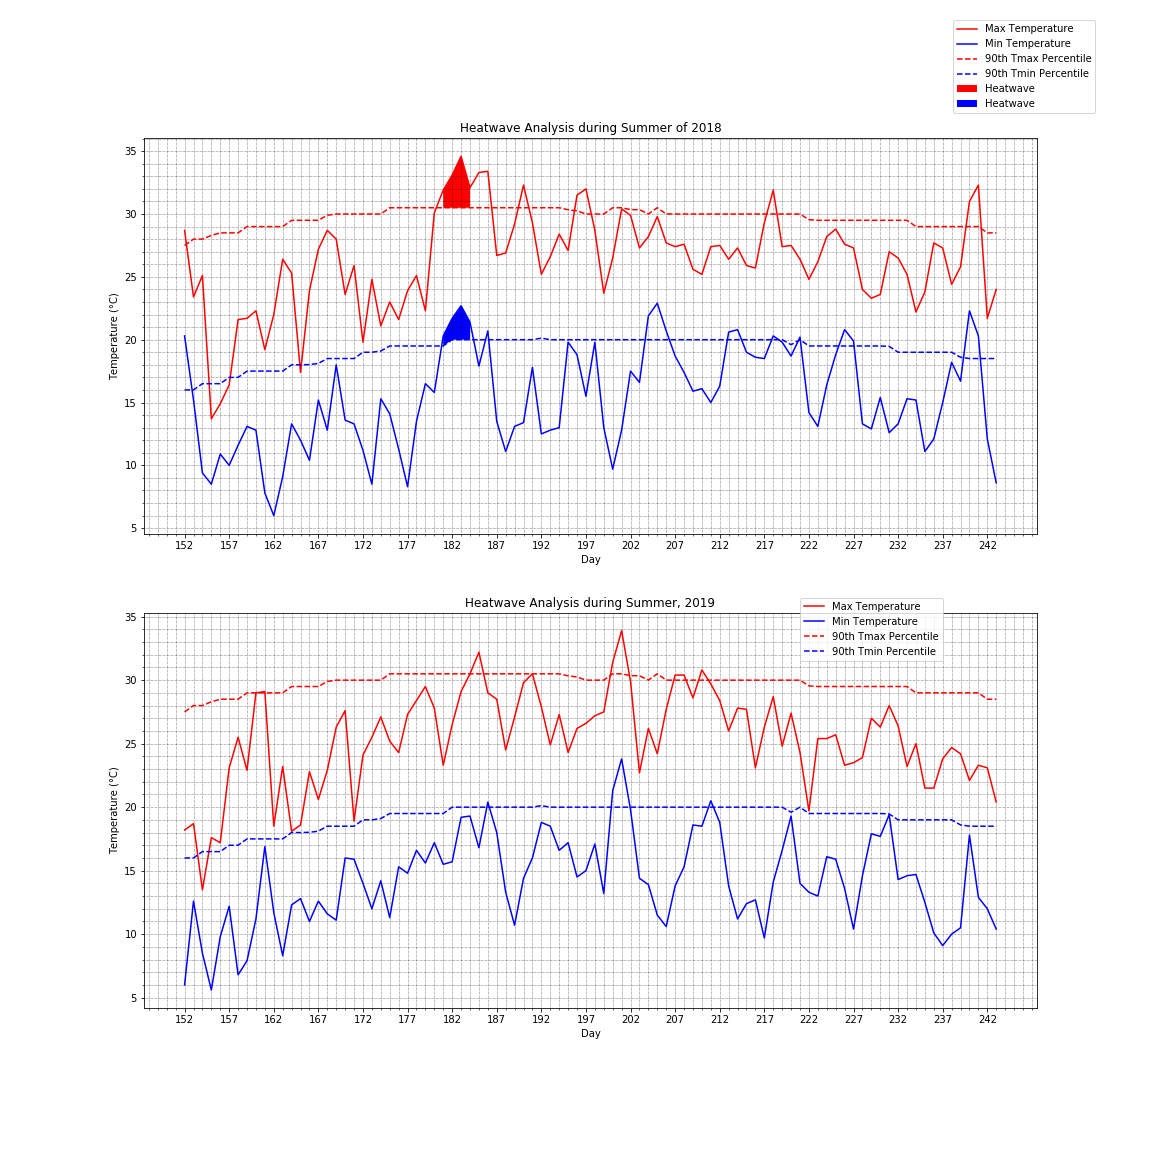 Max Temperature
Min Temperature
90th Tmax Percentile
90th Tmin Percentile
Heatwave
Heatwave
Heatwave Analysis during Summer of 2018
35
30
25
20
15
10
5
Temperature (°C)
152 157 162 167 172 177 182 187 192 197 202 207 212 217 222 227 232 237 242
Day
Heatwave Analysis during Summer, 2019
Max Temperature
Min Temperature
90th Tmax Percentile
90th Tmin Percentile
35
30
25
20
15
10
5
Temperature (°C)
152 157 162 167 172 177 182 187 192 197 202 207 212 217 222 227 232 237 242
Day